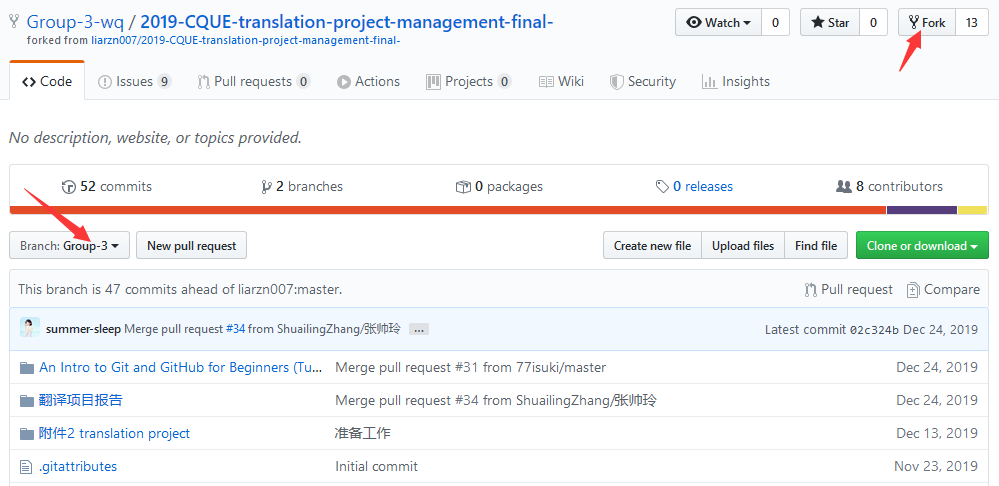 Group-3-wq / 2019-CQUE-translation-project-management-final-
Watch 0 Star 0 Fork 13
forked from liarzn007/2019-CQUE-translation-project-management-final-
Code Issues 9 Pull requests 0 Actions Projects 0 Wiki Security Insights
No description, website, or topics provided.
52 commits 2 branches 0 packages 0 releases 8 contributors
Branch: Group-3 New pull request Create new file Upload files Find file Clone or download
This branch is 47 commits ahead of liarzn007:master. Pull request Compare
summer-sleep Merge pull request #34 from ShuailingZhang/张帅玲 ... Latest commit 02c324b Dec 24, 2019
An Intro to Git and GitHub for Beginners (Tu... Merge pull request #31 from 77isuki/master Dec 24, 2019
翻译项目报告 Merge pull request #34 from ShuailingZhang/张帅玲 Dec 24, 2019
附件2 translation project 准备工作 Dec 13, 2019
.gitattributes Initial commit Nov 23, 2019